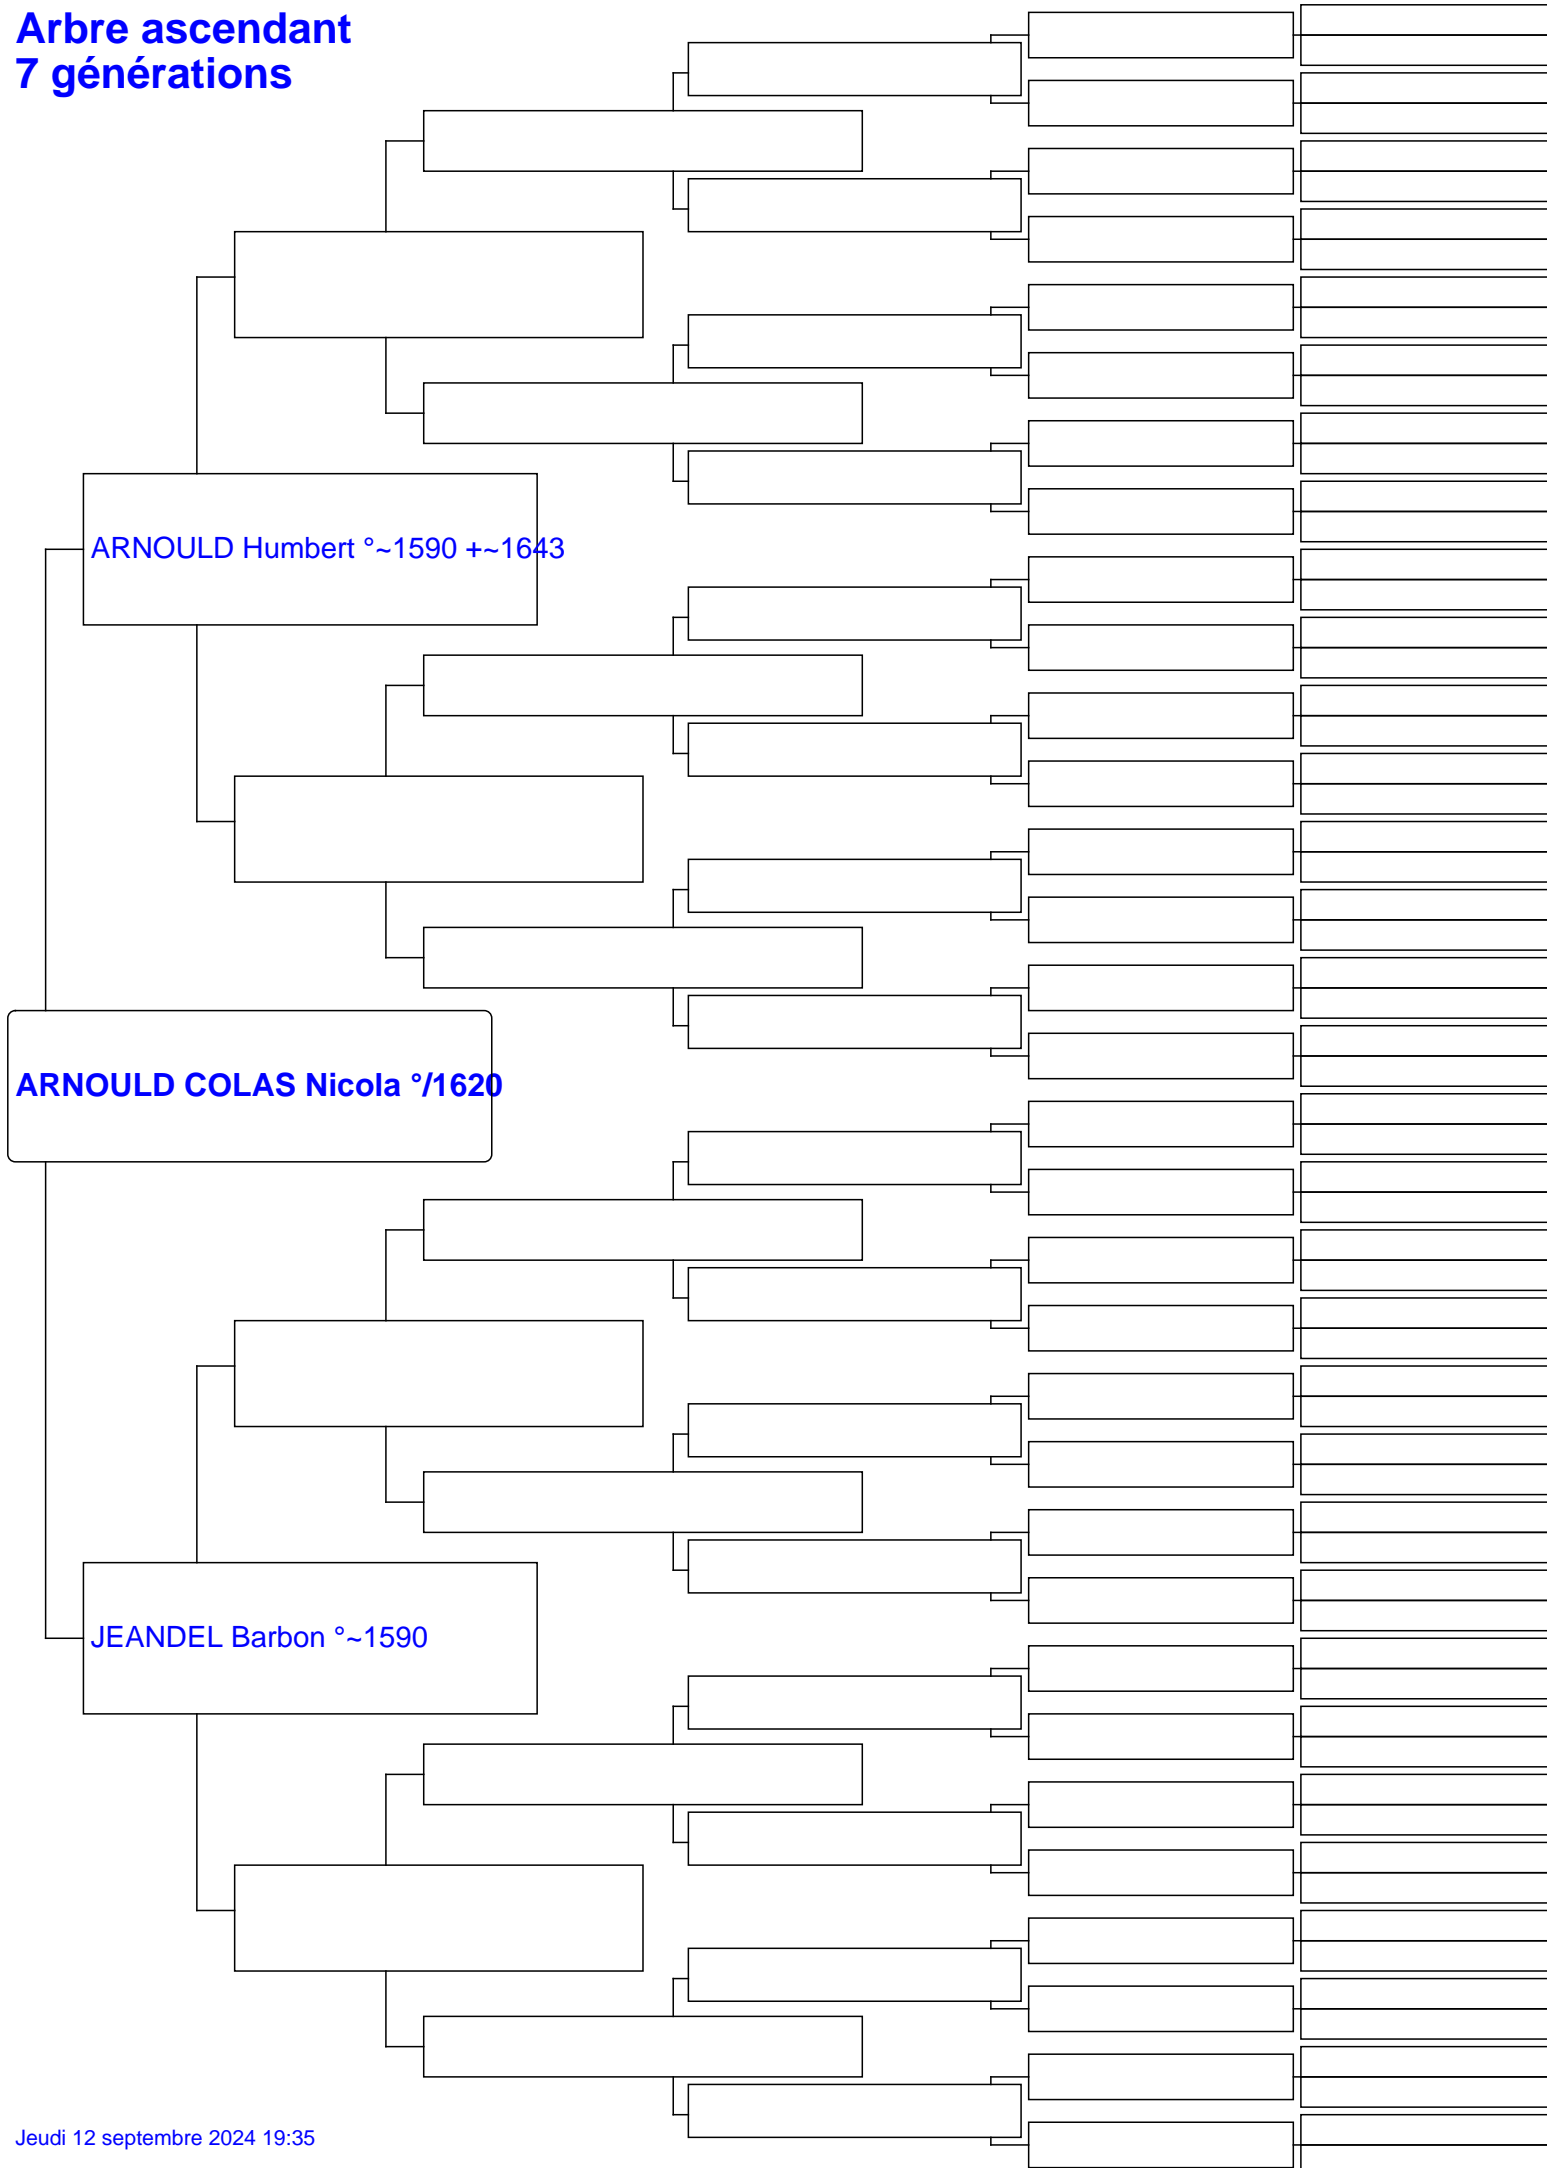 Arbre ascendant
7 générations
ARNOULD Humbert °~1590 +~1643
ARNOULD COLAS Nicola °/1620
JEANDEL Barbon °~1590
Jeudi 12 septembre 2024 19:35